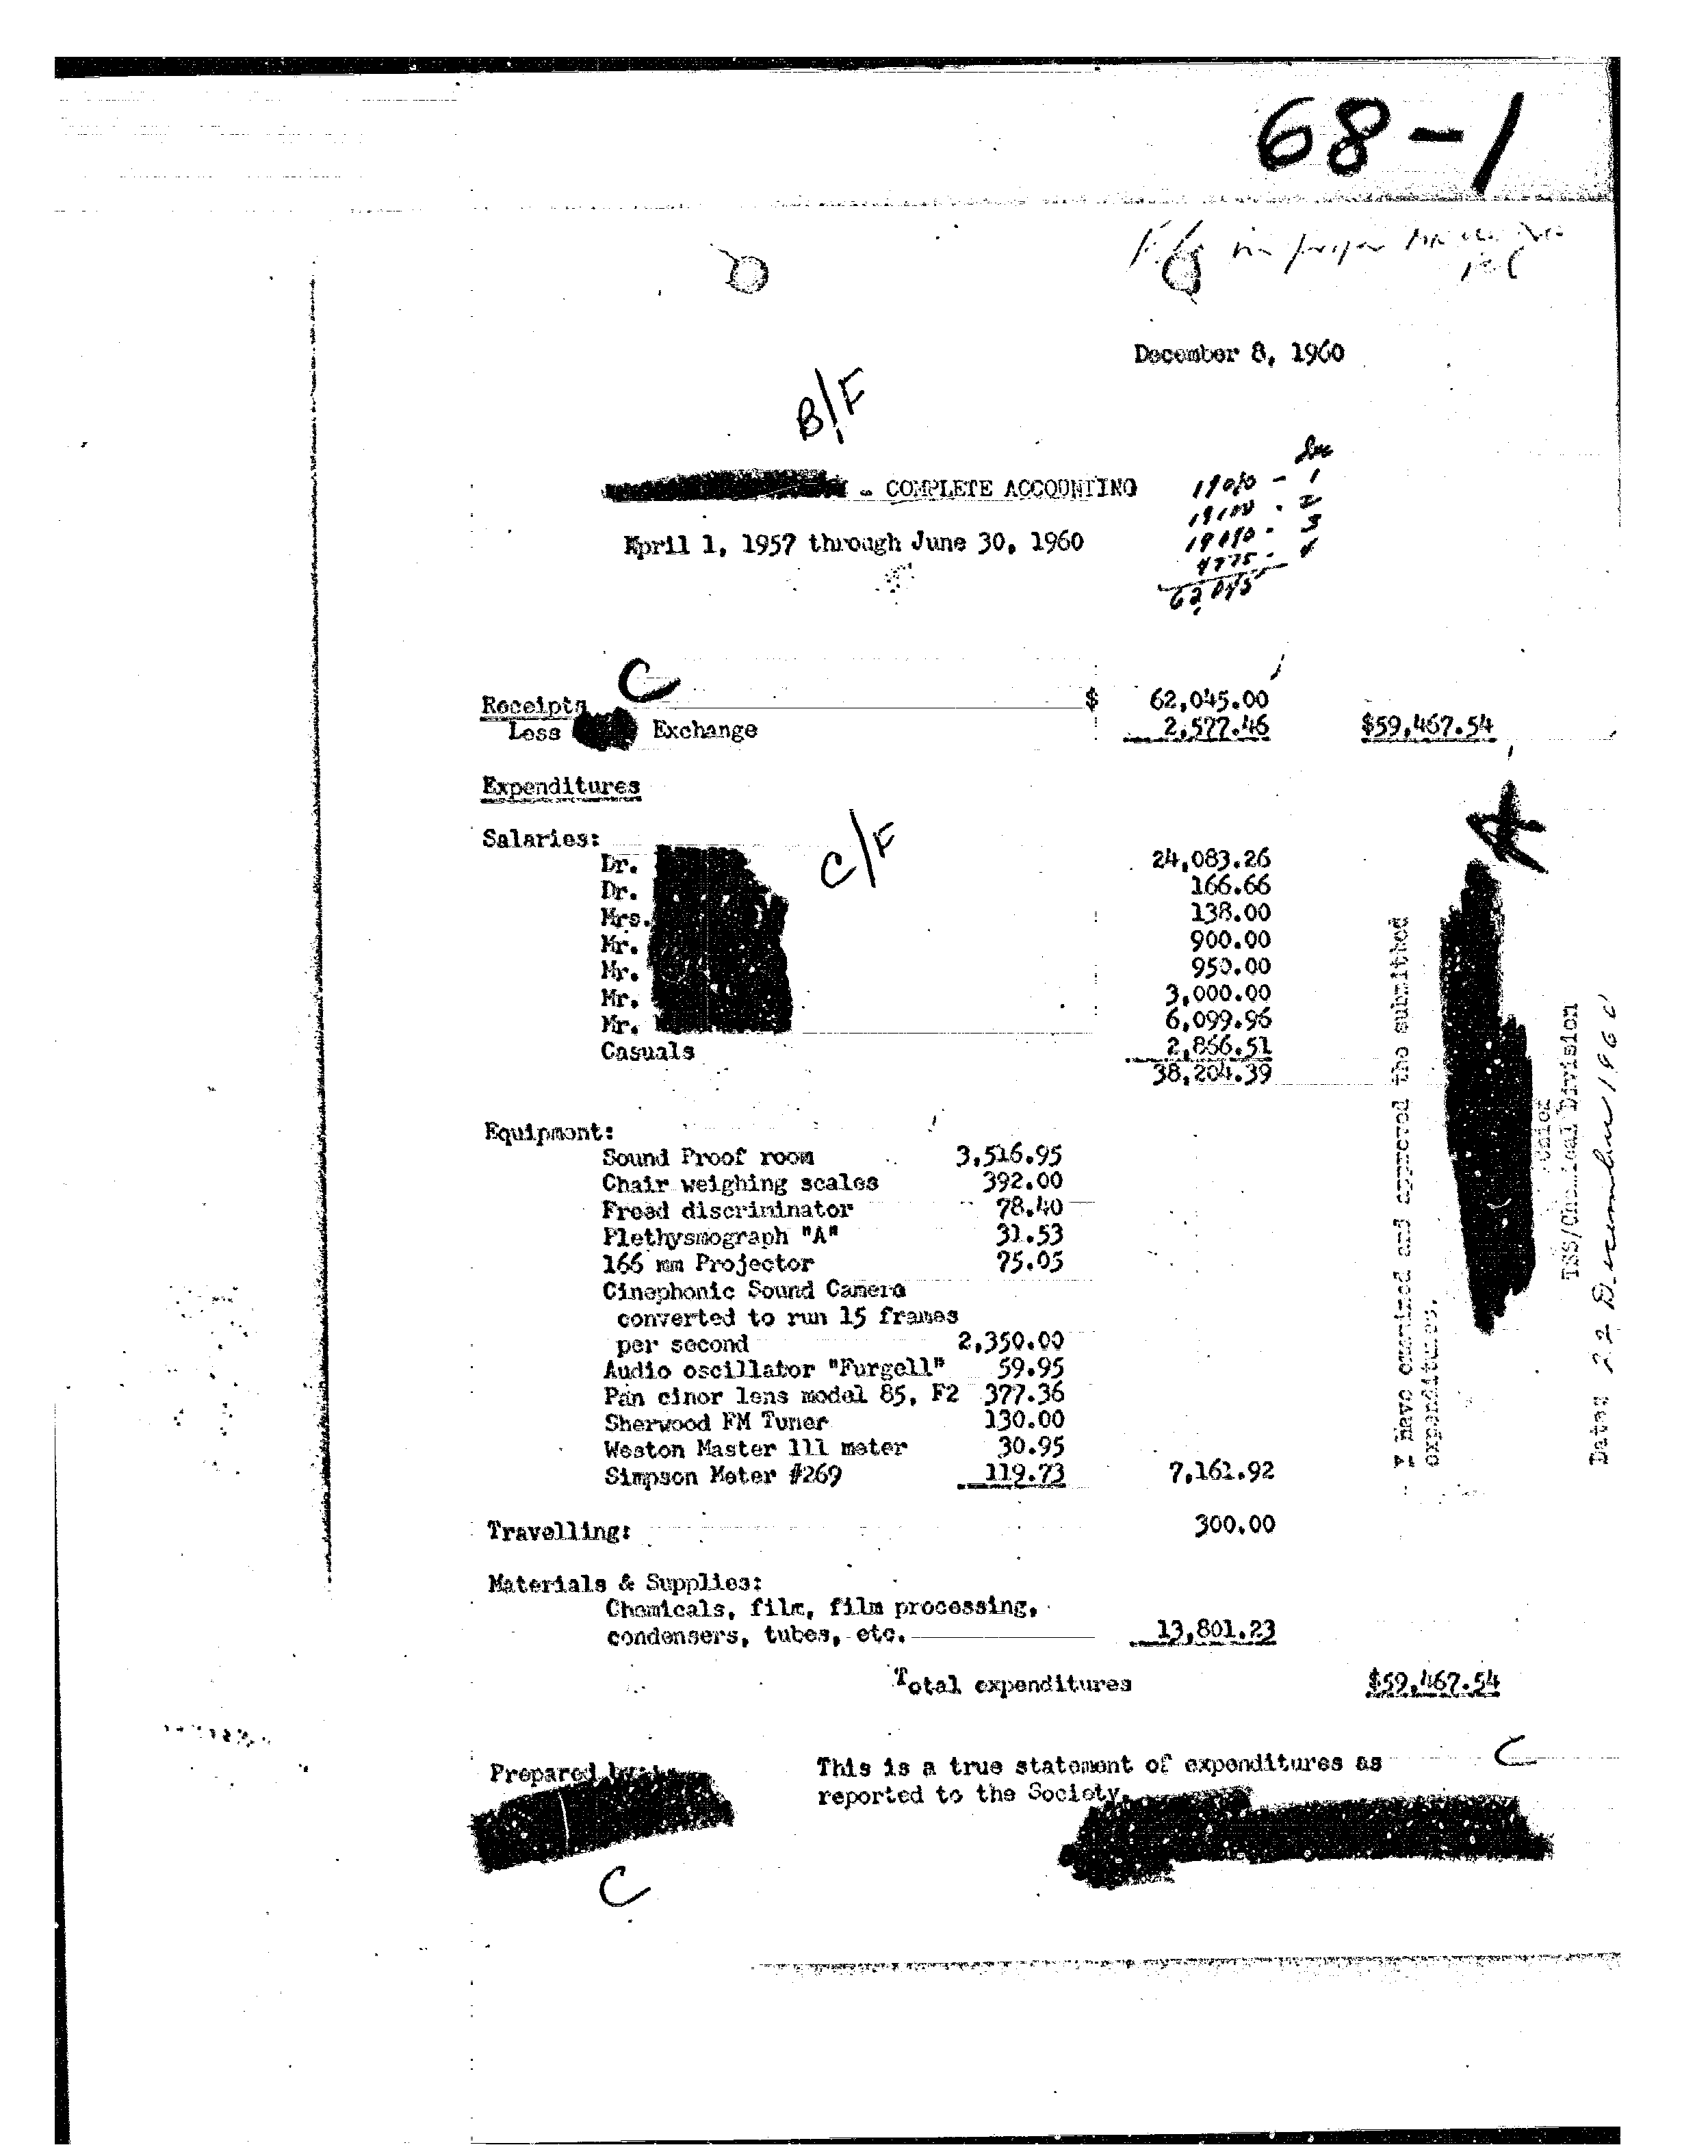 68-1
in proper
December 8, 1960
B/F
- COMPLETE ACCOUNTING
April 1, 1957 through June 30, 1960
- 1
- 2
- 3
4775 - 4
62045
C
Receipts $ 62,045.00
Less Exchange 2,577.46 $59,467.54
Expenditures
A
Salaries:
C/F
Dr. 24,083.26
Dr. 166.66
Mrs. 138.00
Mr. 900.00
Mr. 950.00
Mr. 3,000.00
Mr. 6,099.96
Casuals 2,866.51
38,204.39
Equipment:
Sound Proof room 3,516.95
Chair weighing scales 392.00
Freed discriminator 78.40
Plethysmograph "A" 31.53
166 mm Projector 75.05
Cinephonic Sound Camera
converted to run 15 frames
per second 2,350.00
Audio oscillator "Furgell" 59.95
Pan cinor lens model 85, F2 377.36
Sherwood FM Tuner 130.00
Weston Master 111 meter 30.95
Simpson Meter #269 119.73 7,161.92
Travelling: 300.00
Materials & Supplies:
Chemicals, film, film processing,
condensers, tubes, etc. 13,801.23
Total expenditures $59,467.54
Prepared by:
This is a true statement of expenditures as
reported to the Society.
C
C
I have examined and approved the submitted
expenditures.
TSS/Chemical Division
Date: 22 December 1960